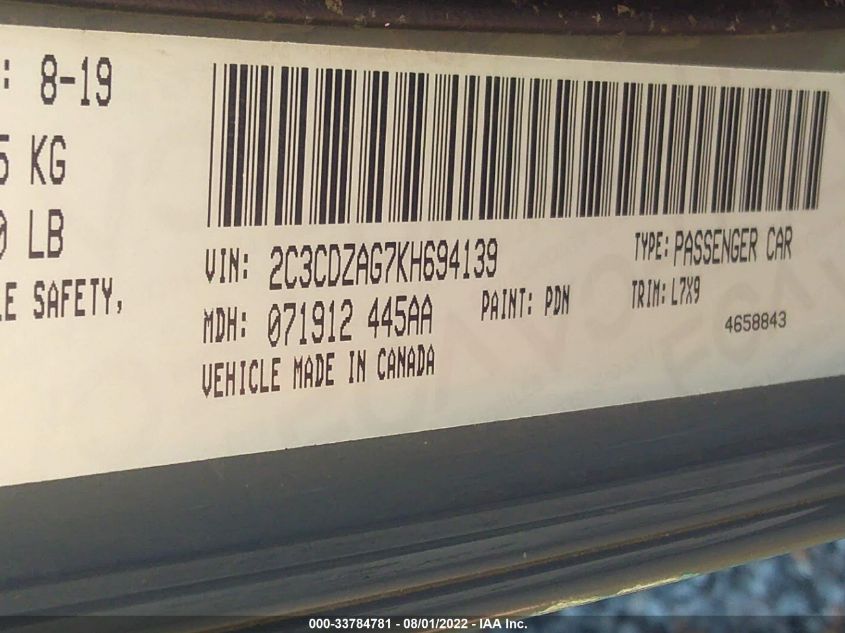 : 8-19
5 KG
0 LB
LE SAFETY,
VIN: 2C3CDZAG7KH694139
TYPE: PASSENGER CAR
MDH: 071912 445AA
PAINT: PDN
TRIM: L7X9
4658843
VEHICLE MADE IN CANADA
000-33784781 - 08/01/2022 - IAA Inc.